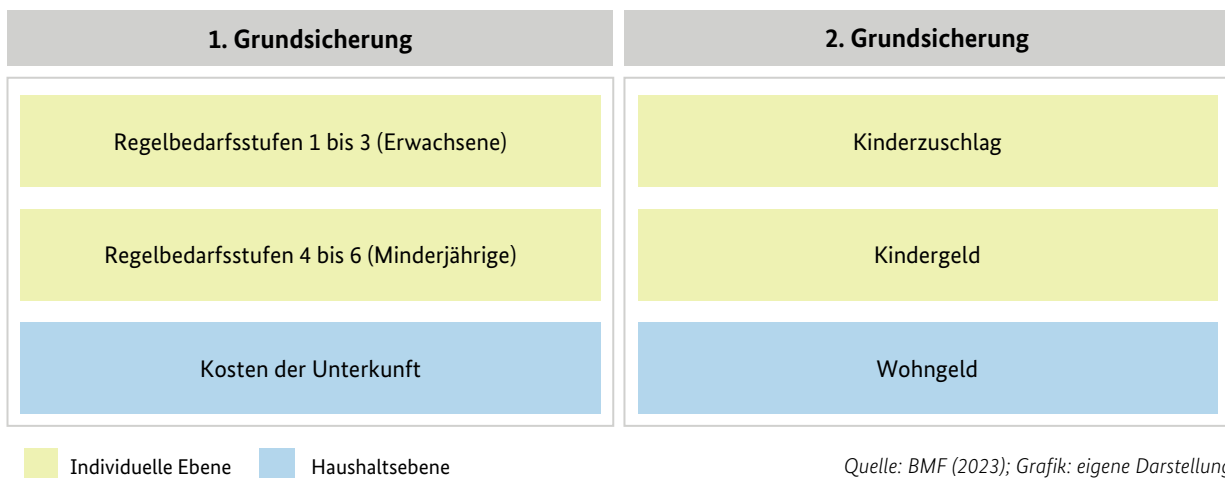 1. Grundsicherung
2. Grundsicherung
Regelbedarfsstufen 1 bis 3 (Erwachsene)
Kinderzuschlag
Regelbedarfsstufen 4 bis 6 (Minderjährige)
Kindergeld
Kosten der Unterkunft
Wohngeld
Individuelle Ebene
Haushaltsebene
Quelle: BMF (2023); Grafik: eigene Darstellung